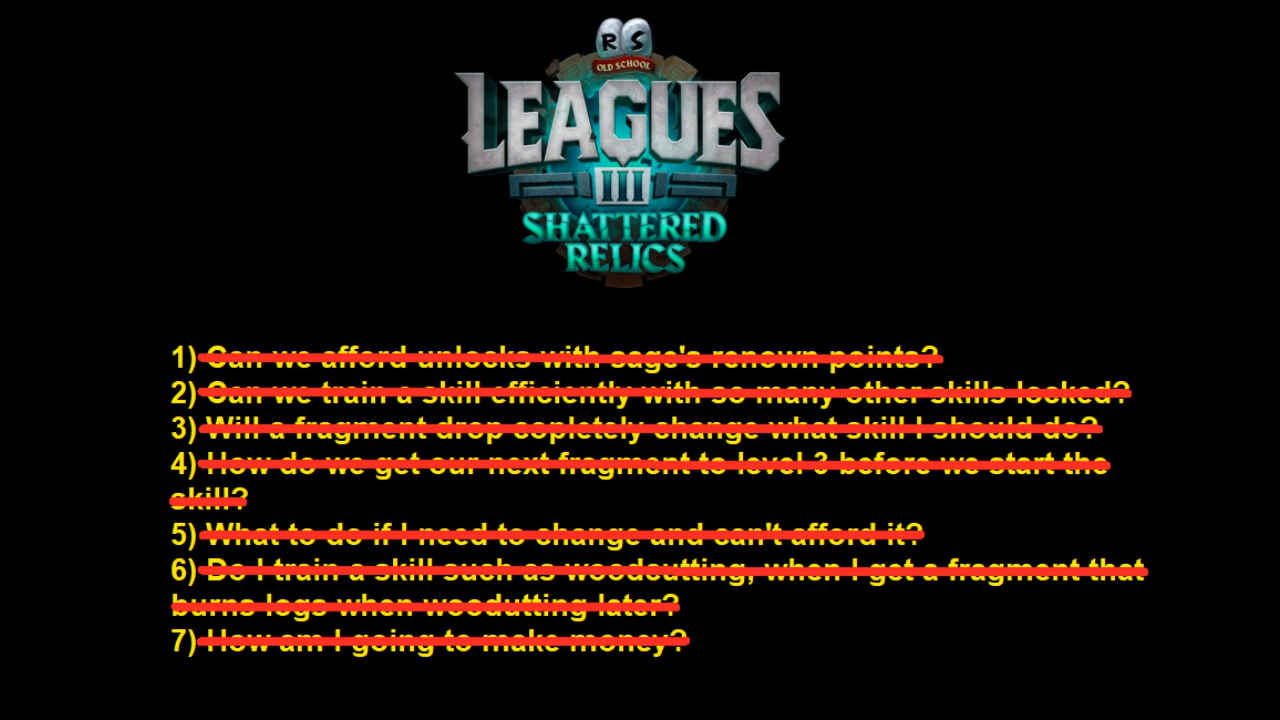 R S
OLD SCHOOL
LEAGUES
III
SHATTERED
RELICS
1) Can we afford unlocks with sage's renown points?
2) Can we train a skill efficiently with so many other skills locked?
3) Will a fragment drop copletely change what skill I should do?
4) How do we get our next fragment to level 3 before we start the
skill?
5) What to do if I need to change and can't afford it?
6) Do I train a skill such as woodcutting, when I get a fragment that
burns logs when woodutting later?
7) How am I going to make money?